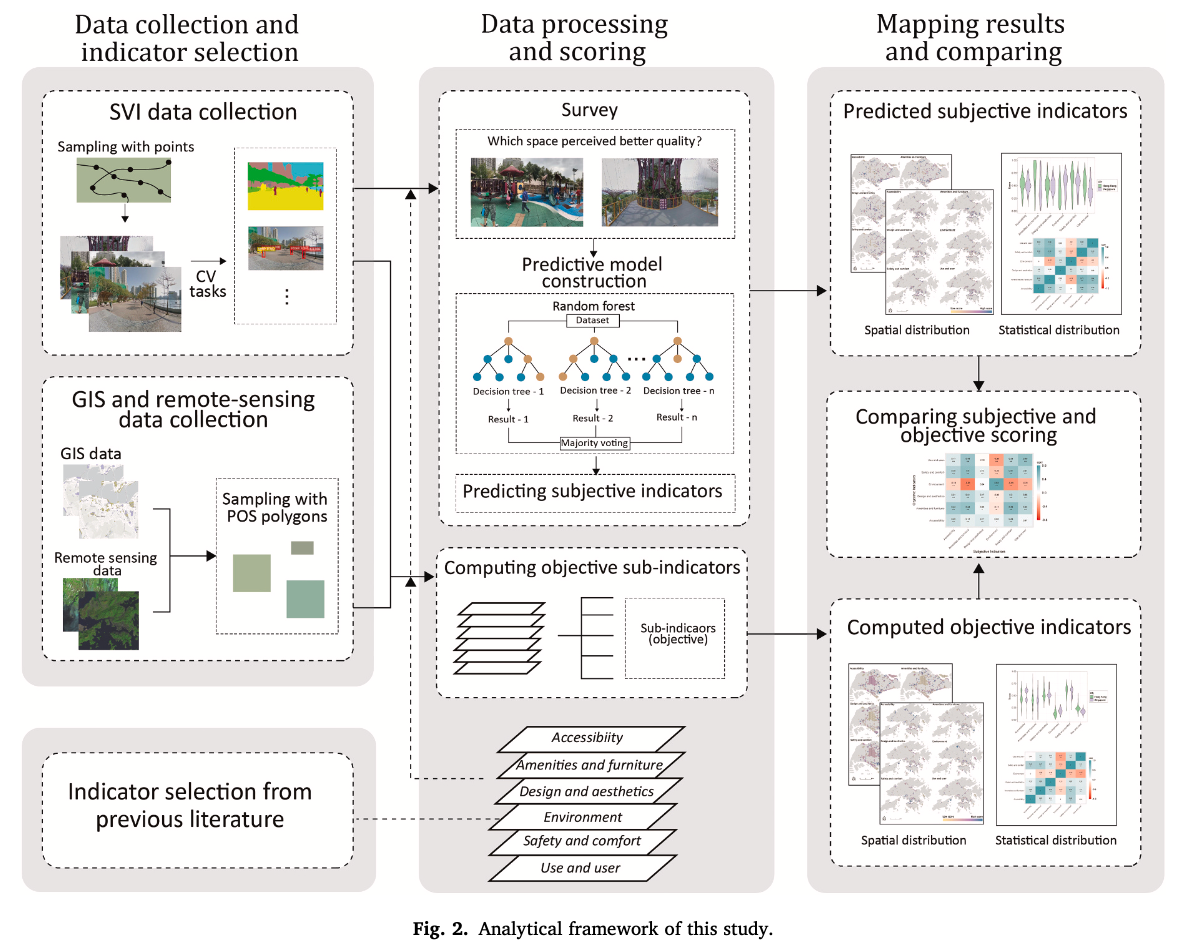 Data collection and
indicator selection
SVI data collection
Sampling with points
CV
tasks
GIS and remote-sensing
data collection
GIS data
Remote sensing
data
Sampling with
POS polygons
Indicator selection from
previous literature
Data processing
and scoring
Survey
Which space perceived better quality?
Predictive model
construction
Random forest
Dataset
Decision tree - 1
Decision tree - 2
Decision tree - n
Result - 1
Result - 2
Result - n
Majority voting
Predicting subjective indicators
Computing objective sub-indicators
Sub-indicaors
(objective)
Accessibiity
Amenities and furniture
Design and aesthetics
Environment
Safety and comfort
Use and user
Mapping results
and comparing
Predicted subjective indicators
Spatial distribution
Statistical distribution
Comparing subjective and
objective scoring
Computed objective indicators
Spatial distribution
Statistical distribution
Fig. 2. Analytical framework of this study.